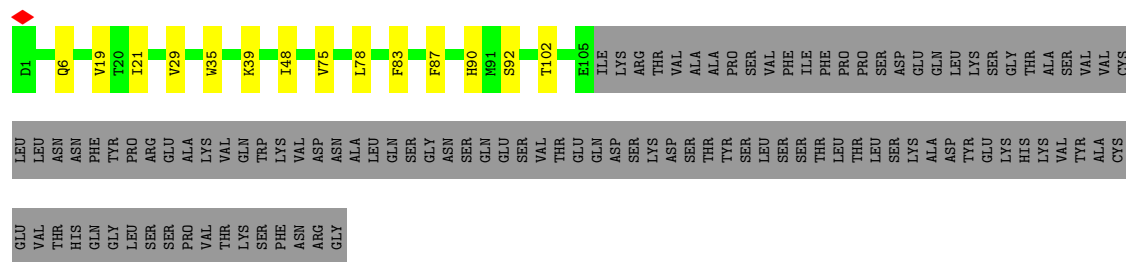 D1 Q6 V19 T20 I21 V29 W35 K39 I48 V75 L78 F83 F87 H90 M91 S92 T102 E105 ILE LYS ARG THR VAL ALA ALA PRO SER VAL PHE ILE PHE PRO PRO SER ASP GLU GLN LEU LYS SER GLY THR ALA SER VAL VAL CYS
LEU LEU ASN ASN PHE TYR PRO ARG GLU ALA LYS VAL GLN TRP LYS VAL ASP ASN ALA LEU GLN SER GLY ASN SER GLN GLU SER VAL THR GLU GLN ASP SER LYS ASP SER THR TYR SER LEU SER SER THR LEU THR LEU SER LYS ALA ASP TYR GLU LYS HIS LYS VAL TYR ALA CYS
GLU VAL THR HIS GLN GLY LEU SER SER PRO VAL THR LYS SER PHE ASN ARG GLY